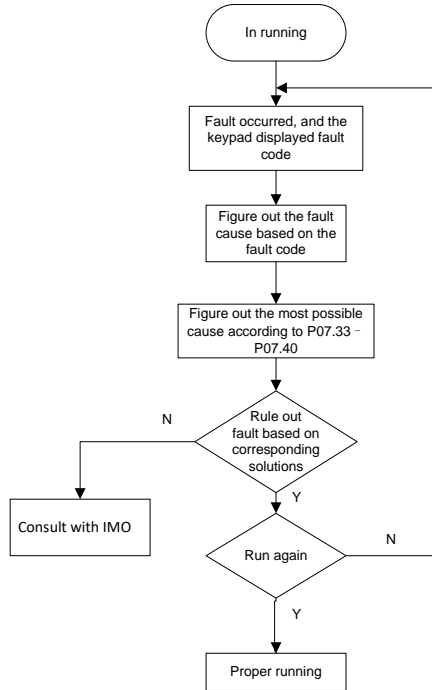 In running
Fault occurred, and the
keypad displayed fault
code
Figure out the fault
cause based on the
fault code
Figure out the most possible
cause according to P07.33–
P07.40
N
Rule out
fault based on
corresponding
solutions
Y
Consult with IMO
Run again
N
Y
Proper running